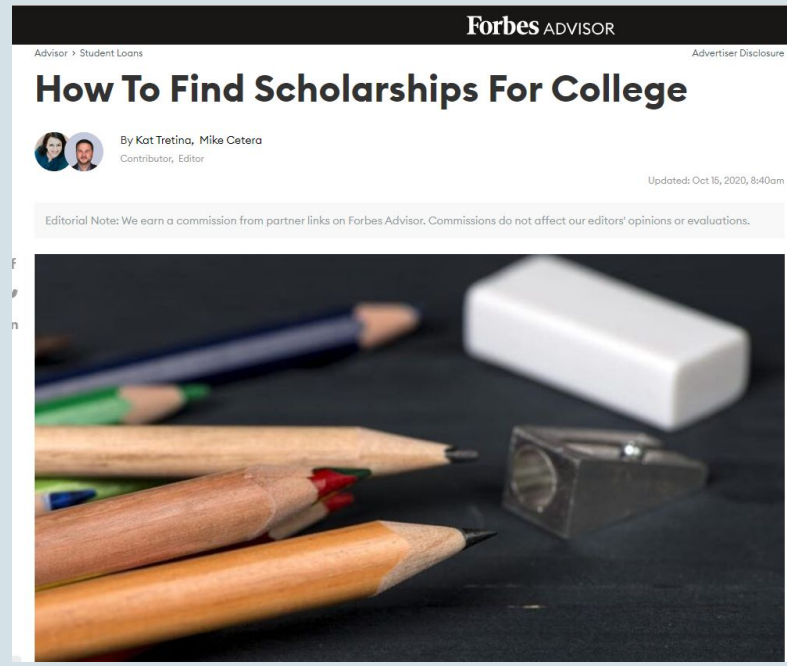 Forbes ADVISOR
Advisor > Student Loans
Advertiser Disclosure
How To Find Scholarships For College
By Kat Tretina, Mike Cetera
Contributor, Editor
Updated: Oct 15, 2020, 8:40am
Editorial Note: We earn a commission from partner links on Forbes Advisor. Commissions do not affect our editors' opinions or evaluations.